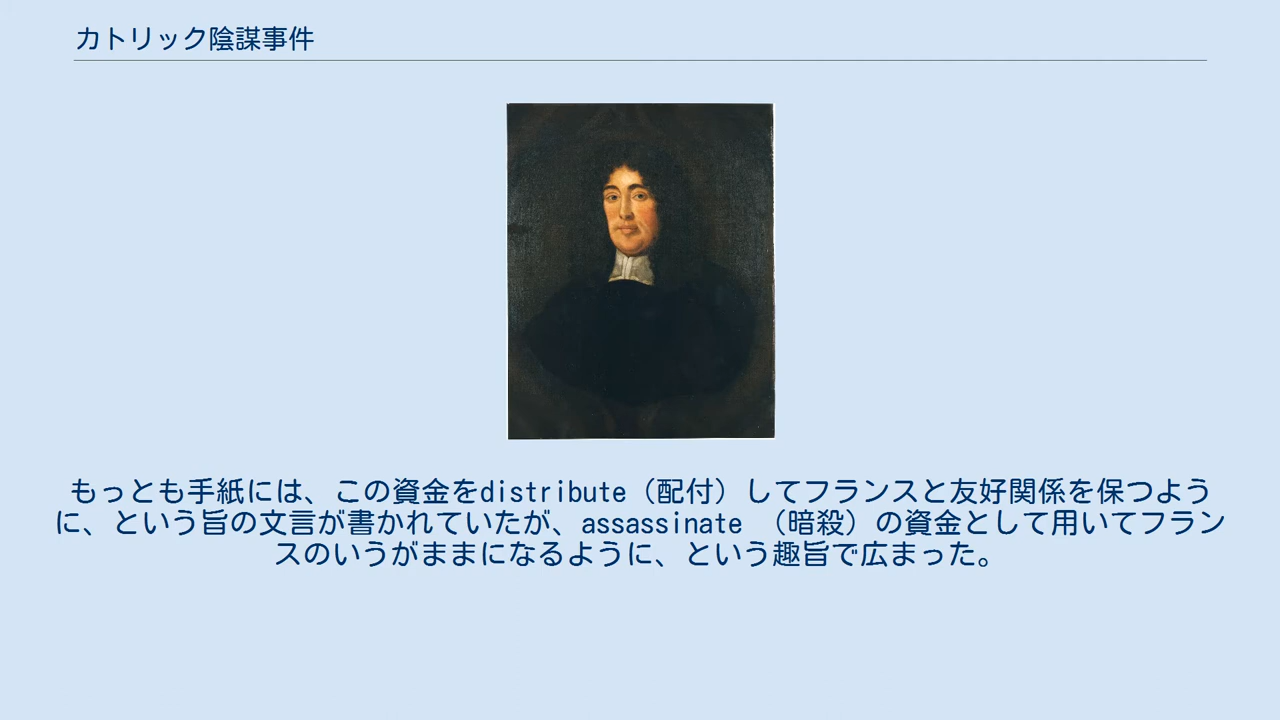 カトリック陰謀事件
もっとも手紙には、この資金をdistribute（配付）してフランスと友好関係を保つよう
に、という旨の文言が書かれていたが、assassinate （暗殺）の資金として用いてフラン
スのいうがままになるように、という趣旨で広まった。